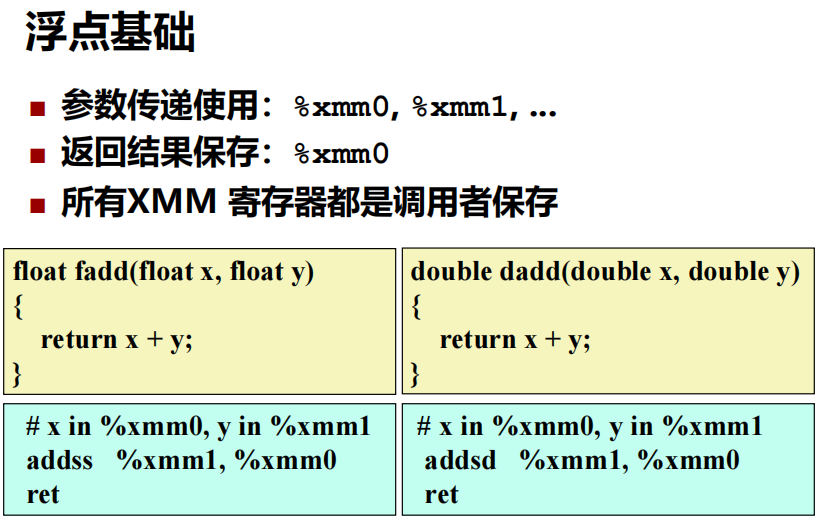 浮点基础
■ 参数传递使用：%xmm0, %xmm1, ...
■ 返回结果保存：%xmm0
■ 所有XMM 寄存器都是调用者保存
float fadd(float x, float y)
{
    return x + y;
}
double dadd(double x, double y)
{
    return x + y;
}
# x in %xmm0, y in %xmm1
addss   %xmm1, %xmm0
ret
# x in %xmm0, y in %xmm1
addsd   %xmm1, %xmm0
ret